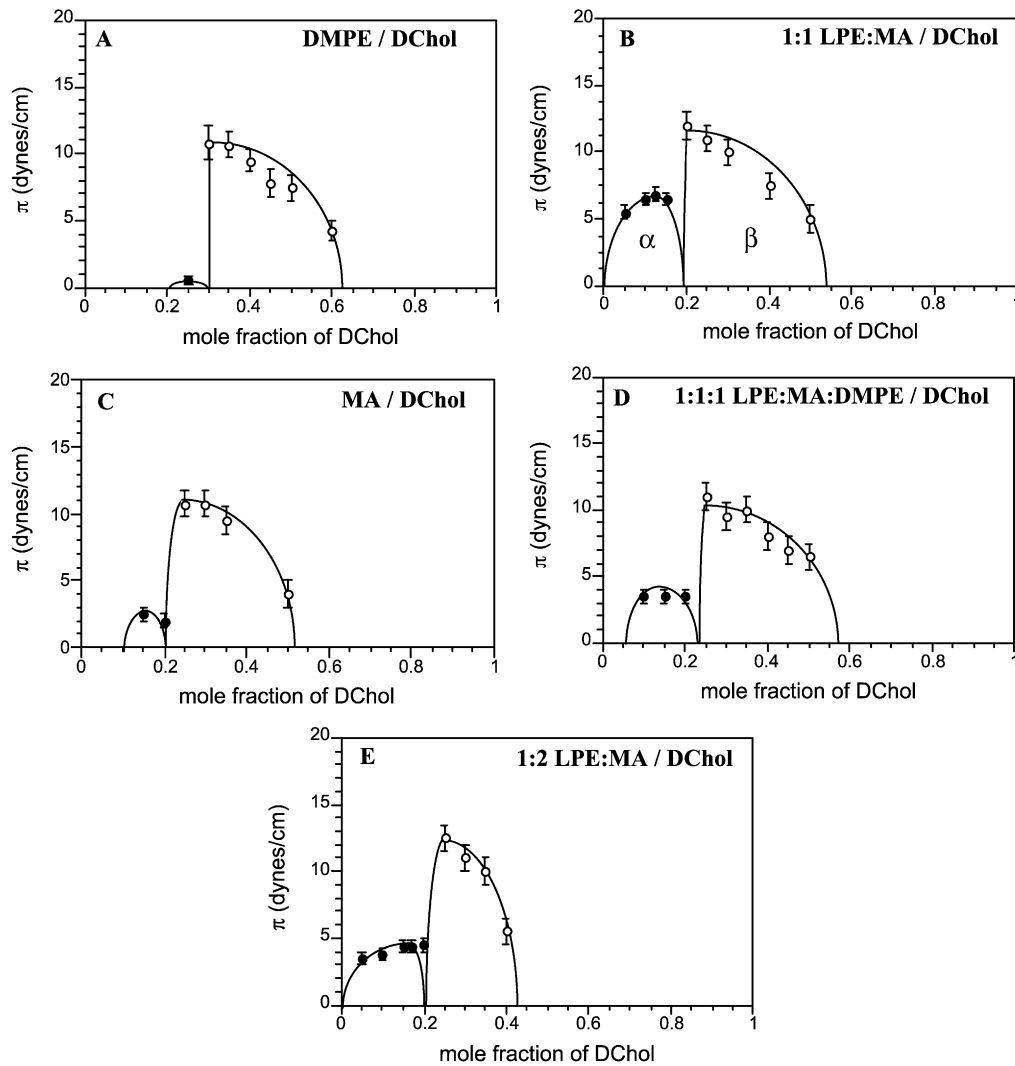 A
DMPE / DChol
20
15
10
5
0
π (dynes/cm)
0 0.2 0.4 0.6 0.8 1
mole fraction of DChol
B
1:1 LPE:MA / DChol
20
15
10
5
0
π (dynes/cm)
α
β
0 0.2 0.4 0.6 0.8 1
mole fraction of DChol
C
MA / DChol
20
15
10
5
0
π (dynes/cm)
0 0.2 0.4 0.6 0.8 1
mole fraction of DChol
D
1:1:1 LPE:MA:DMPE / DChol
20
15
10
5
0
π (dynes/cm)
0 0.2 0.4 0.6 0.8 1
mole fraction of DChol
E
1:2 LPE:MA / DChol
20
15
10
5
0
π (dynes/cm)
0 0.2 0.4 0.6 0.8 1
mole fraction of DChol